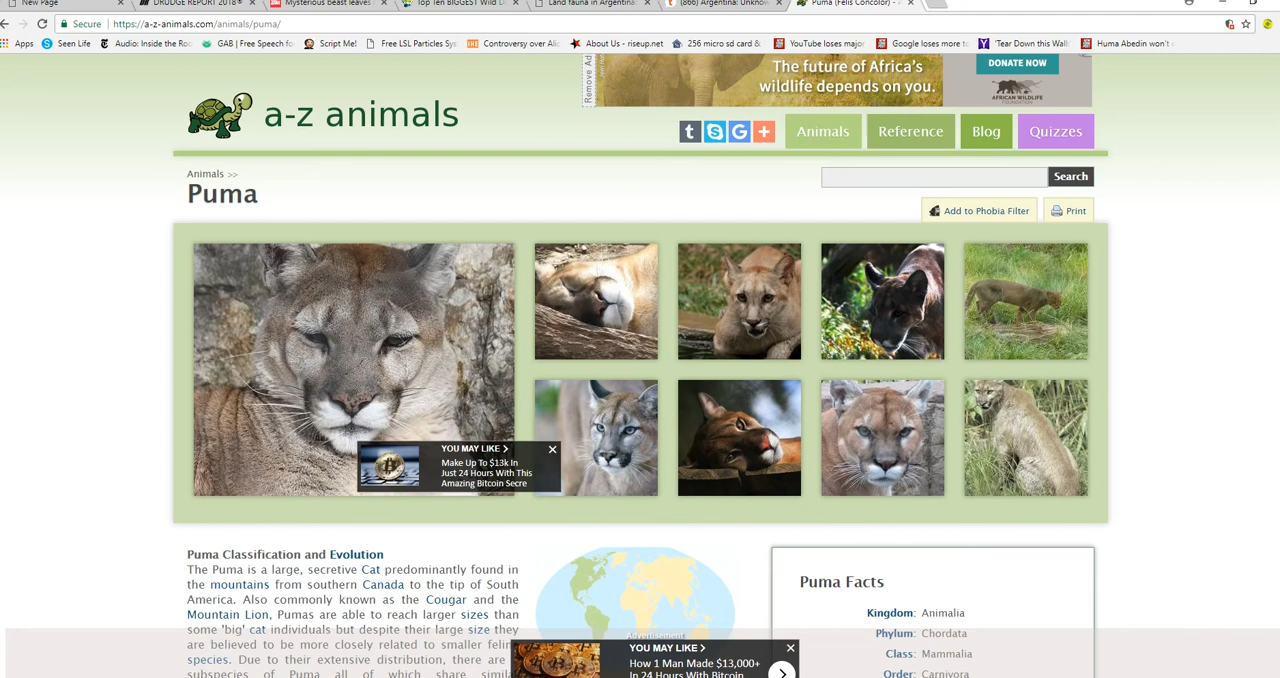 New Page
DRUDGE REPORT 2018®
Mysterious beast leaves
Top Ten BIGGEST Wild D
Land fauna in Argentina:
(866) Argentina: Unknow
Puma (Felis Concolor) - A
Secure
https://a-z-animals.com/animals/puma/
Apps
Seen Life
Audio: Inside the Roc
GAB | Free Speech fo
Script Me!
Free LSL Particles Sys
Controversy over Alic
About Us - riseup.net
256 micro sd card &
YouTube loses major
Google loses more to
'Tear Down this Wall'
Huma Abedin won't c
Remove Ad
The future of Africa's
wildlife depends on you.
DONATE NOW
AFRICAN WILDLIFE
FOUNDATION
a-z animals
Animals
Reference
Blog
Quizzes
Animals >>
Puma
Search
Add to Phobia Filter
Print
YOU MAY LIKE
Make Up To $13k In
Just 24 Hours With This
Amazing Bitcoin Secre
Puma Classification and Evolution
The Puma is a large, secretive Cat predominantly found in
the mountains from southern Canada to the tip of South
America. Also commonly known as the Cougar and the
Mountain Lion, Pumas are able to reach larger sizes than
some 'big' cat individuals but despite their large size they
are believed to be more closely related to smaller feline
species. Due to their extensive distribution, there are
subspecies of Puma all of which share
Puma Facts
Kingdom: Animalia
Phylum: Chordata
Class: Mammalia
Order: Carnivora
Advertisement
YOU MAY LIKE
How 1 Man Made $13,000+
In 24 Hours With Bitcoin